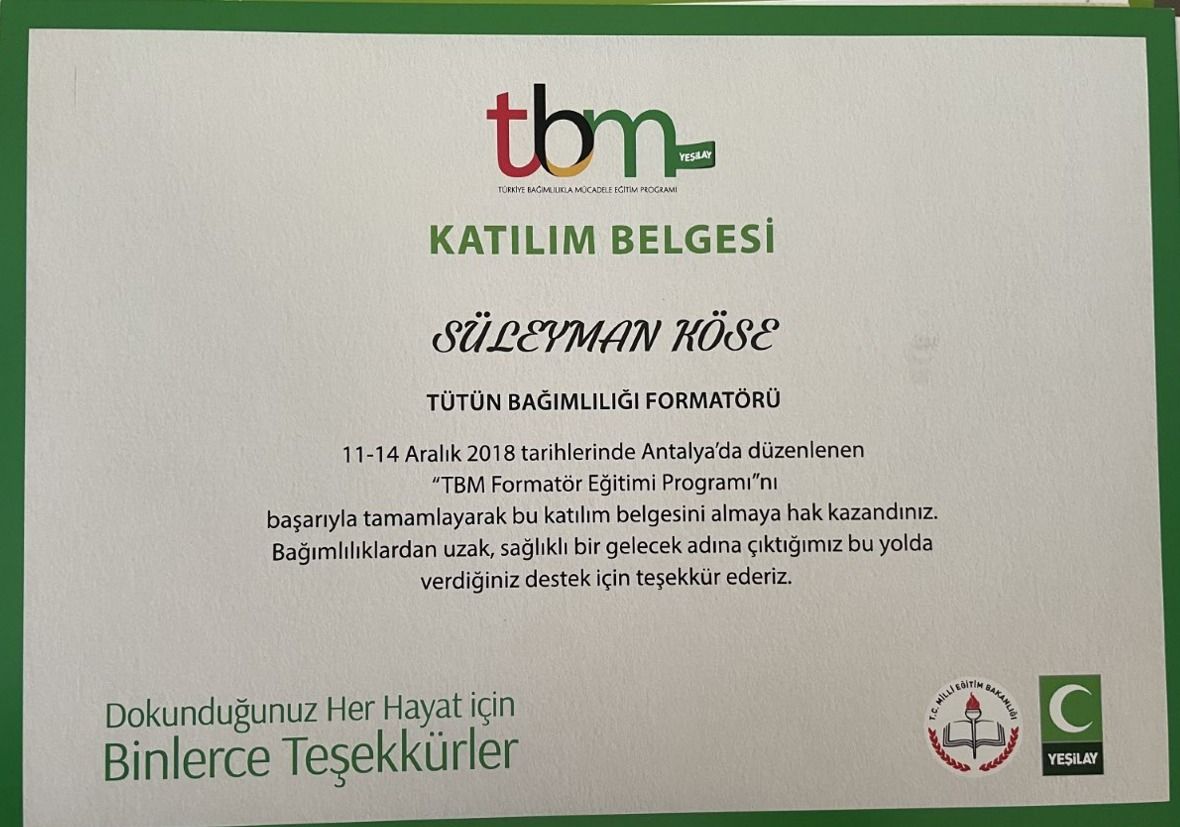 tbm
YEŞİLAY
TÜRKİYE BAĞIMLILIKLA MÜCADELE EĞİTİM PROGRAMI
KATILIM BELGESİ
SÜLEYMAN KÖSE
TÜTÜN BAĞIMLILIĞI FORMATÖRÜ
11-14 Aralık 2018 tarihlerinde Antalya’da düzenlenen
“TBM Formatör Eğitimi Programı”nı
başarıyla tamamlayarak bu katılım belgesini almaya hak kazandınız.
Bağımlılıklardan uzak, sağlıklı bir gelecek adına çıktığımız bu yolda
verdiğiniz destek için teşekkür ederiz.
Dokunduğunuz Her Hayat için
Binlerce Teşekkürler
T.C. MİLLİ EĞİTİM BAKANLIĞI
YEŞİLAY